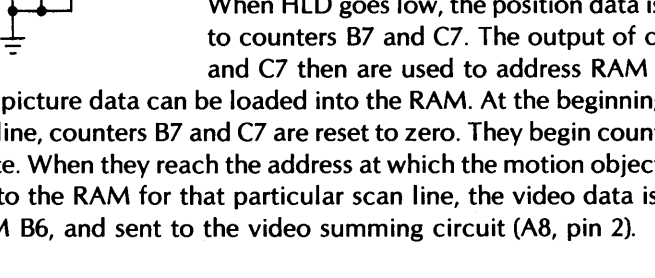 When HLD goes low, the position data is
to counters B7 and C7. The output of
and C7 then are used to address RAM
picture data can be loaded into the RAM. At the
line, counters B7 and C7 are reset to zero. They begin
When they reach the address at which the motion
to the RAM for that particular scan line, the video data is
B6, and sent to the video summing circuit (A8, pin 2).